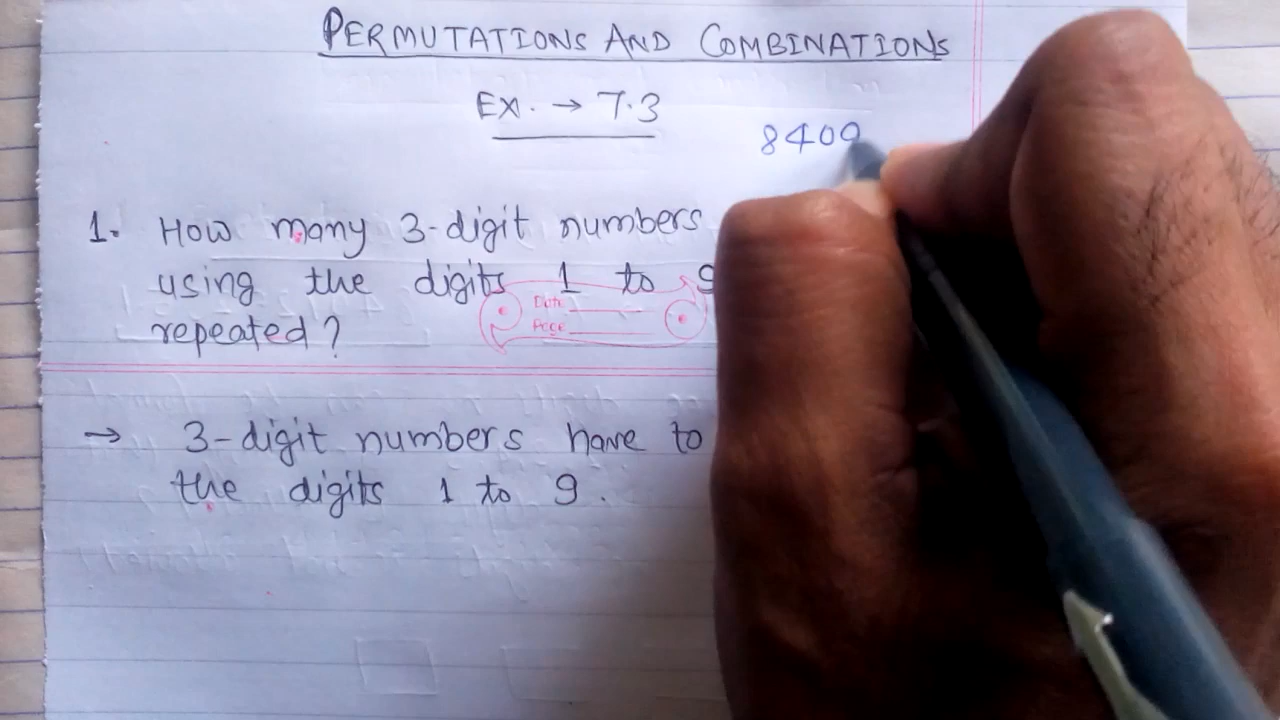 PERMUTATIONS AND COMBINATIONS
Ex. → 7.3
8400
1. How many 3-digit numbers
using the digits 1 to 9
repeated?
Date
Page
→ 3-digit numbers have to
the digits 1 to 9.